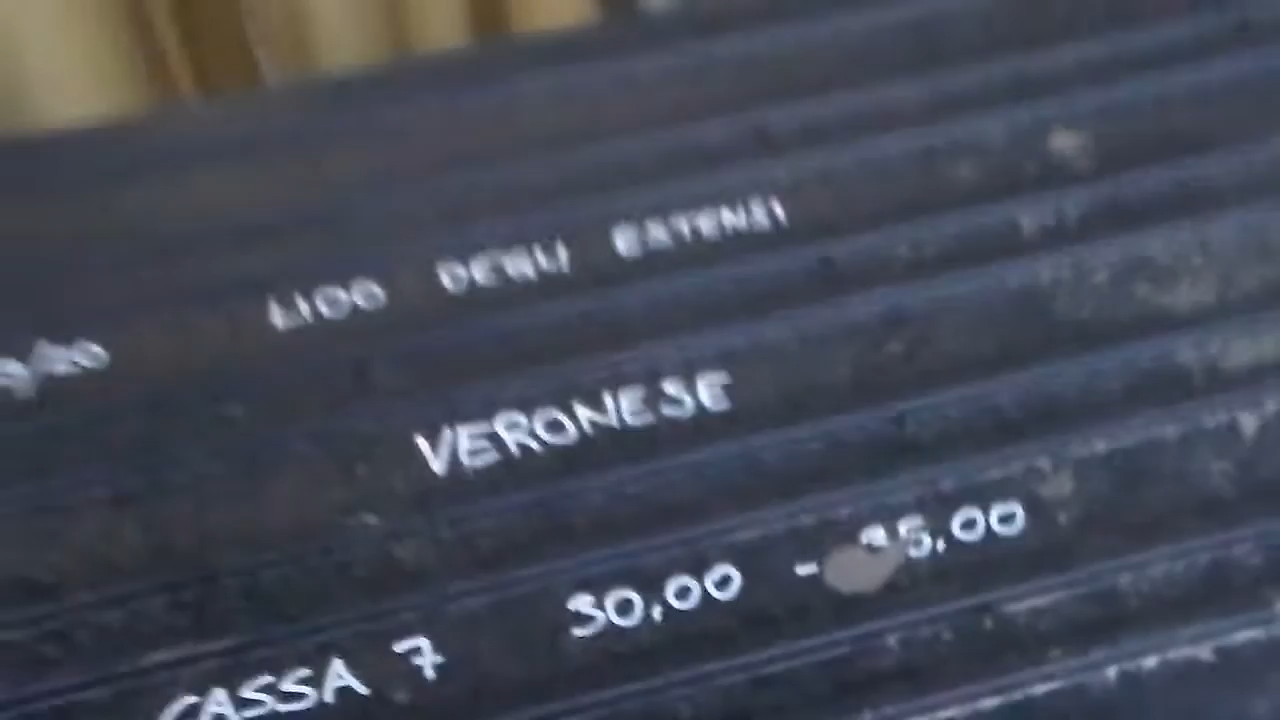 LIDO DEGLI ESTENSI
VERONESE
CASSA 7 30,00 - 35,00